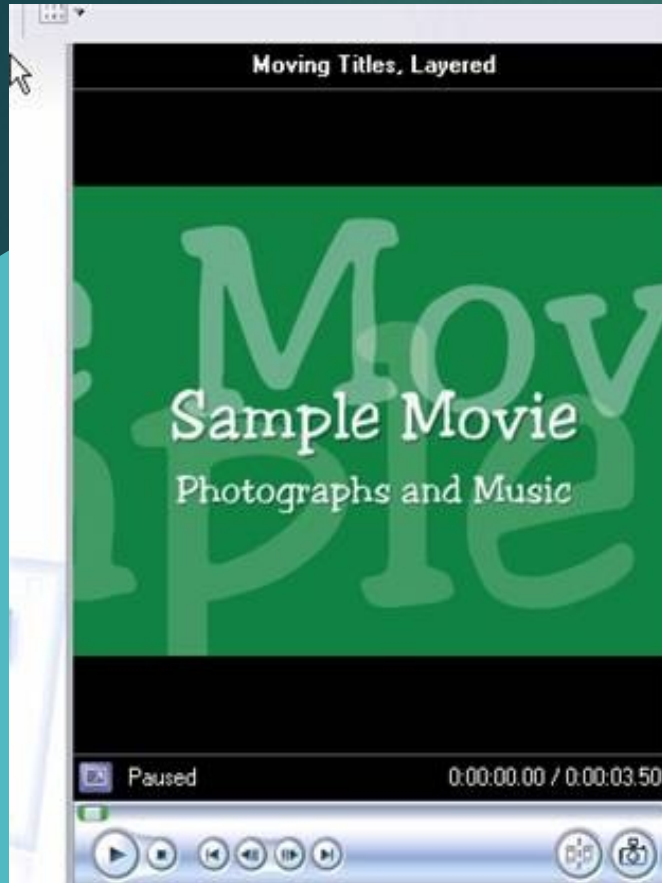 Moving Titles, Layered
Sample Movie
Photographs and Music
Paused 0:00:00.00 / 0:00:03.50